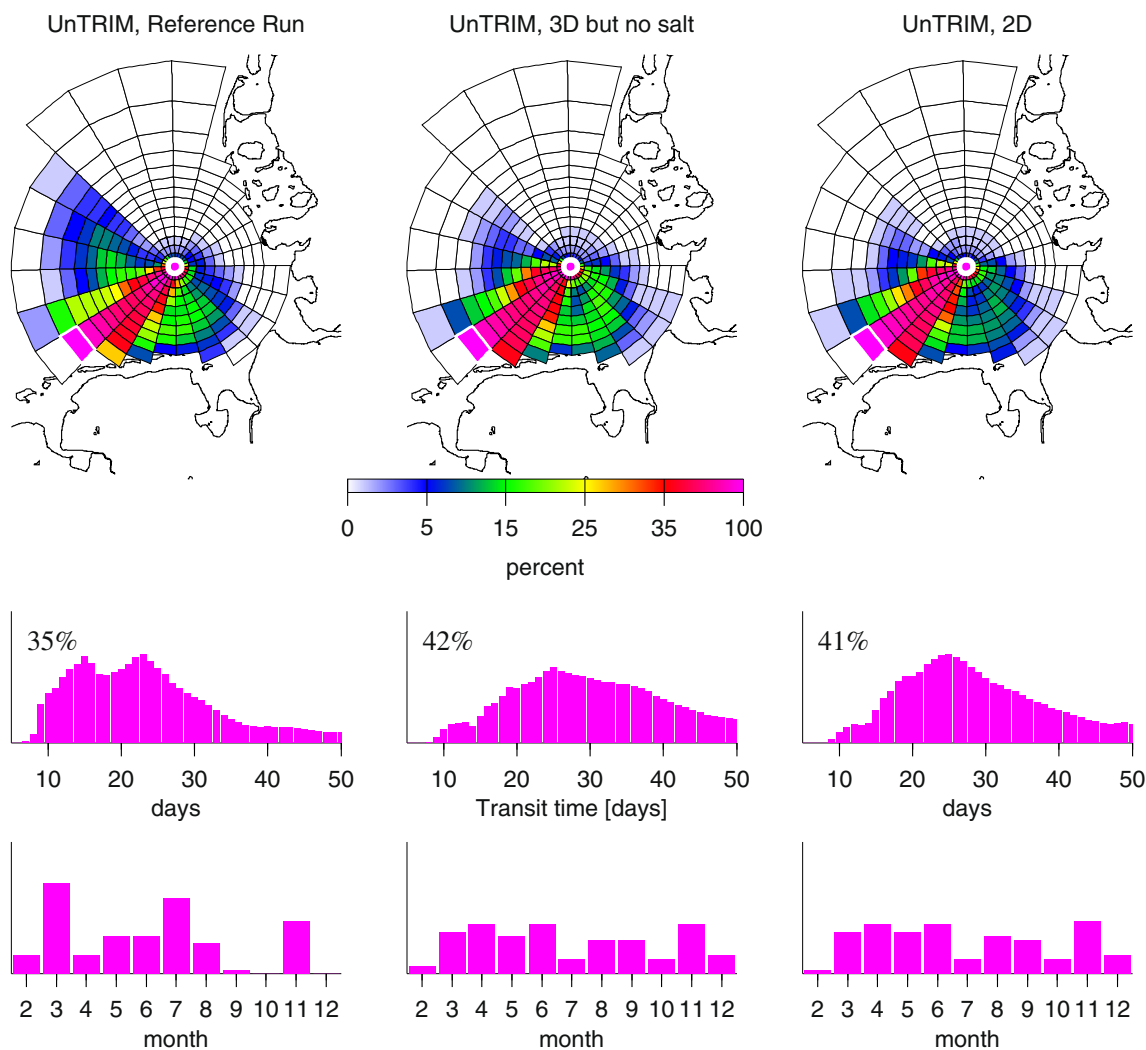 UnTRIM, Reference Run
UnTRIM, 3D but no salt
UnTRIM, 2D
0 5 15 25 35 100
percent
35%
42%
41%
10 20 30 40 50
days
10 20 30 40 50
Transit time [days]
10 20 30 40 50
days
2 3 4 5 6 7 8 9 10 11 12
month
2 3 4 5 6 7 8 9 10 11 12
month
2 3 4 5 6 7 8 9 10 11 12
month